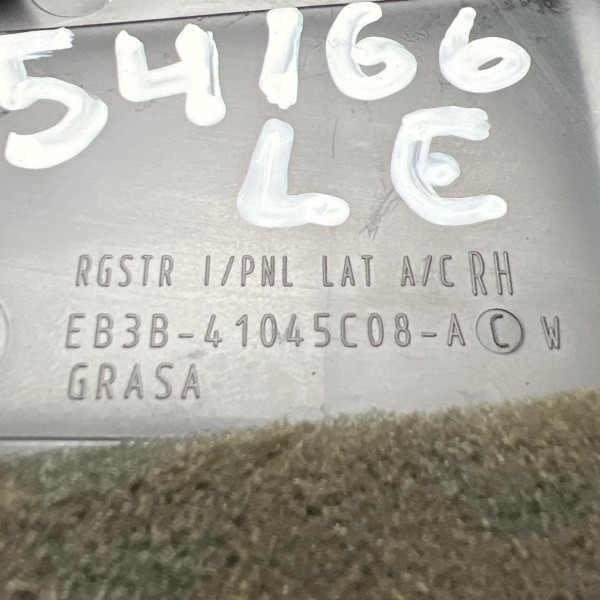 54166
LE
RGSTR I/PNL LAT A/C RH
EB3B-41045C08-A C W
GRASA